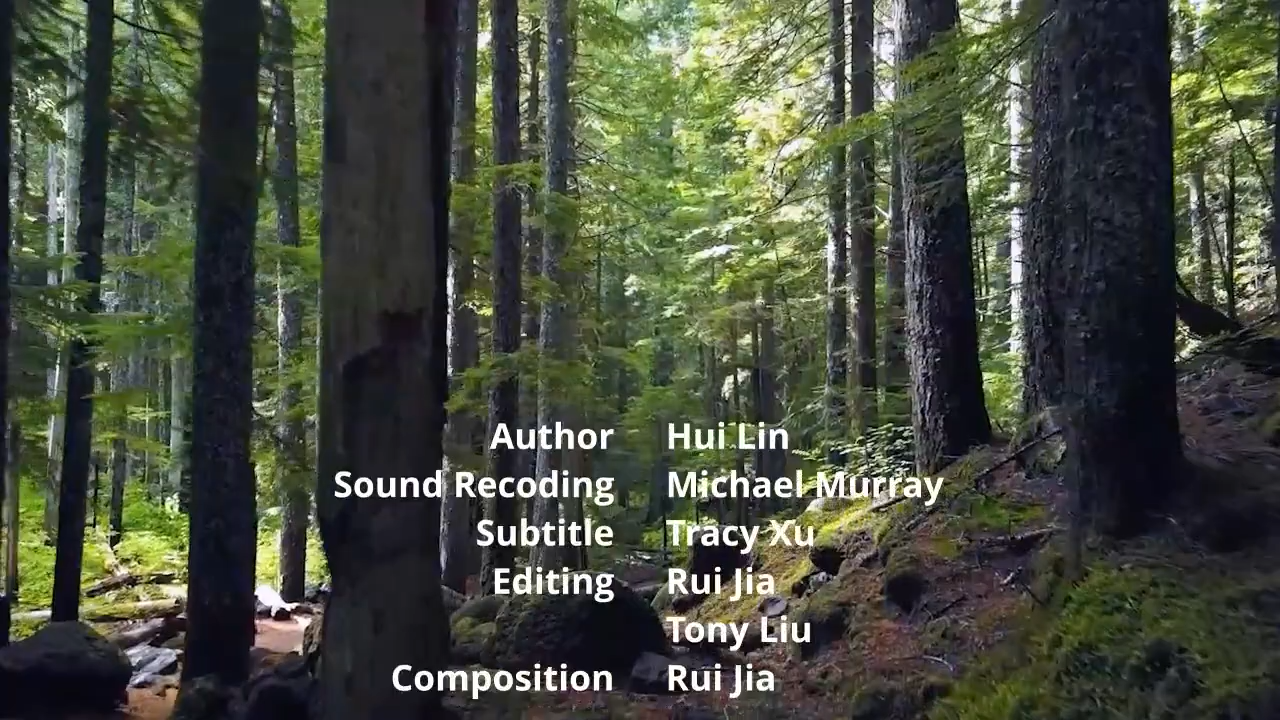 Author Hui Lin
Sound Recoding Michael Murray
Subtitle Tracy Xu
Editing Rui Jia
Tony Liu
Composition Rui Jia